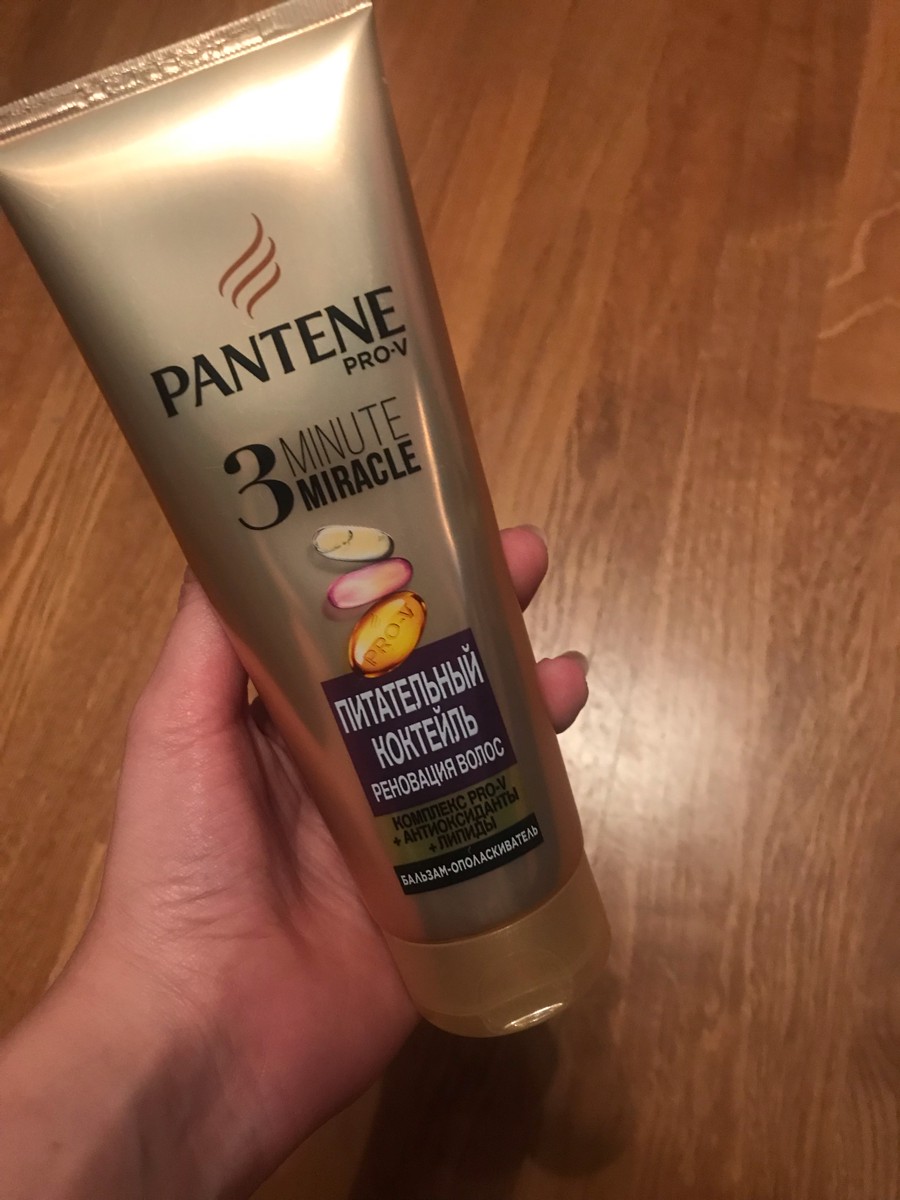 PANTENE
PRO-V
3 MINUTE
MIRACLE
PRO-V
ПИТАТЕЛЬНЫЙ
КОКТЕЙЛЬ
РЕНОВАЦИЯ ВОЛОС
КОМПЛЕКС PRO-V
+ АНТИОКСИДАНТЫ
+ ЛИПИДЫ
БАЛЬЗАМ-ОПОЛАСКИВАТЕЛЬ